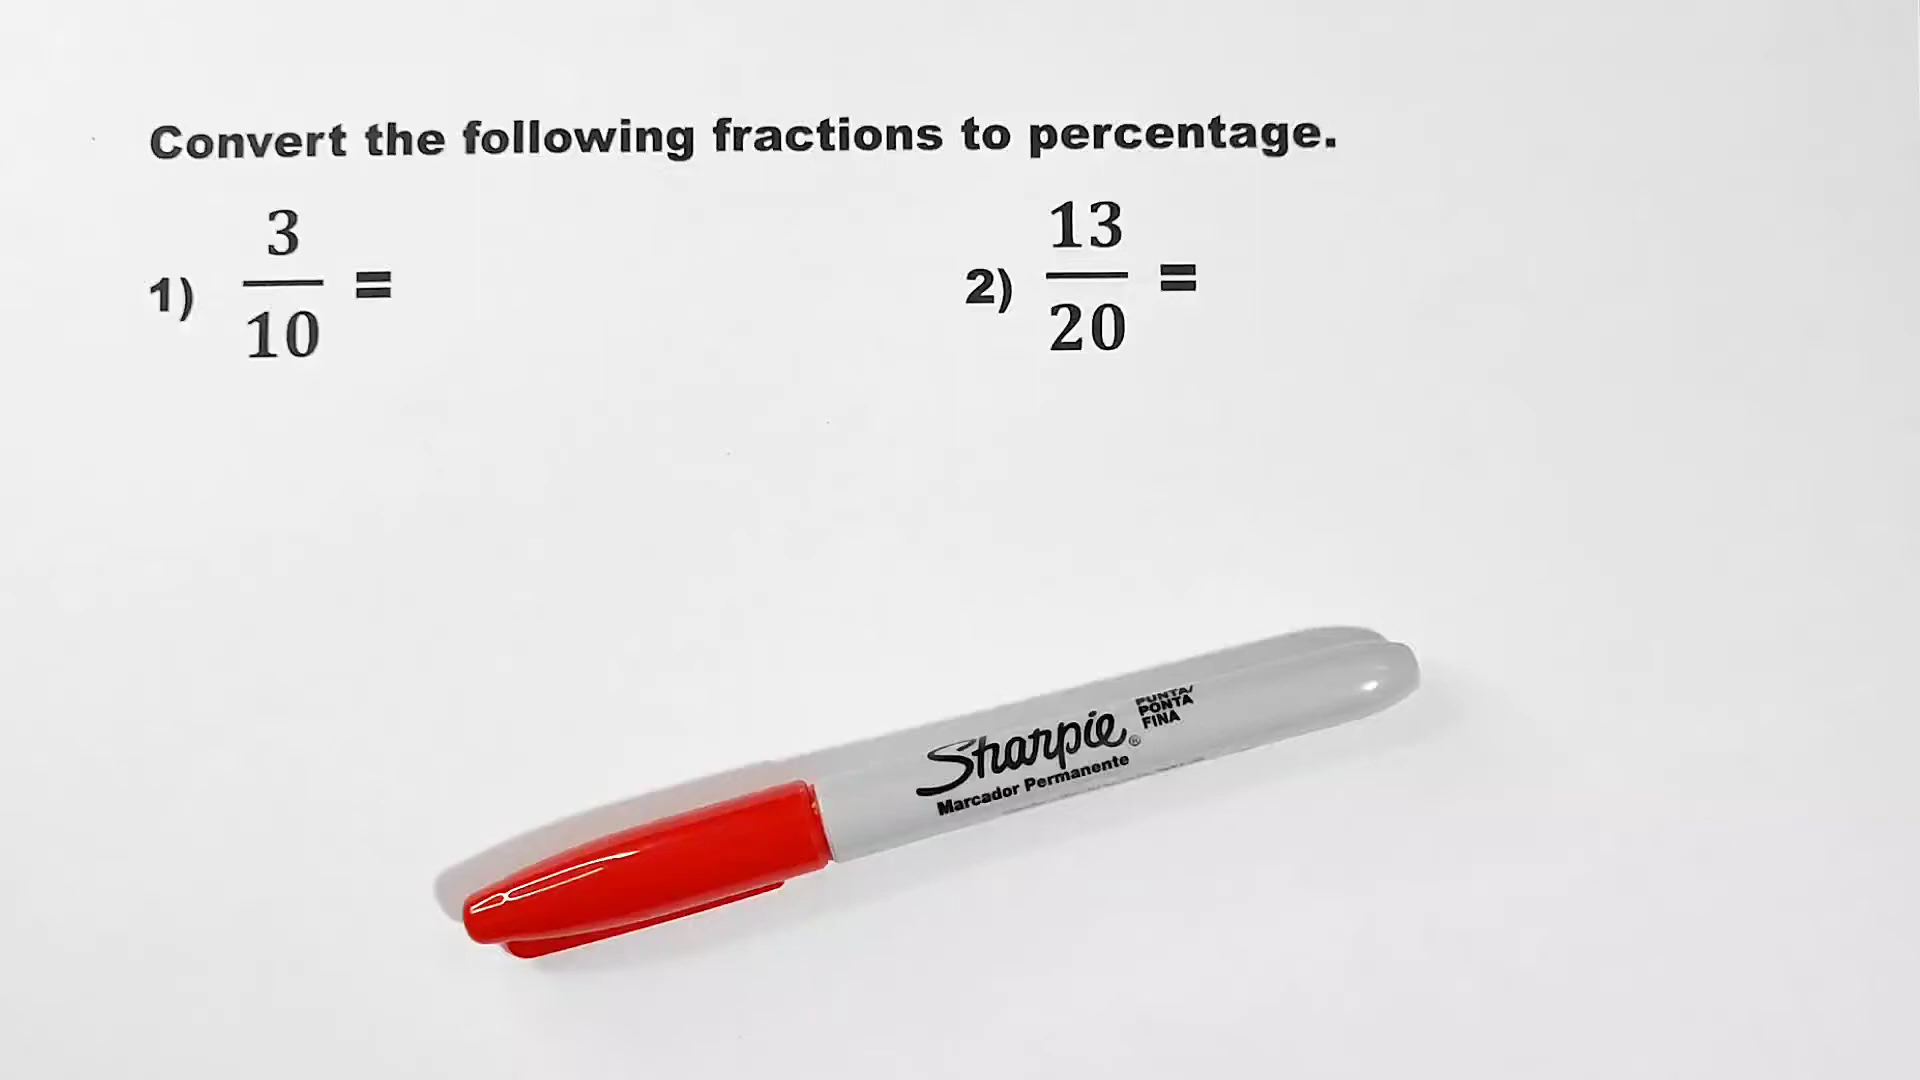 Convert the following fractions to percentage.
1) 3/10 =
2) 13/20 =
Sharpie®
PUNTA/
PONTA
FINA
Marcador Permanente